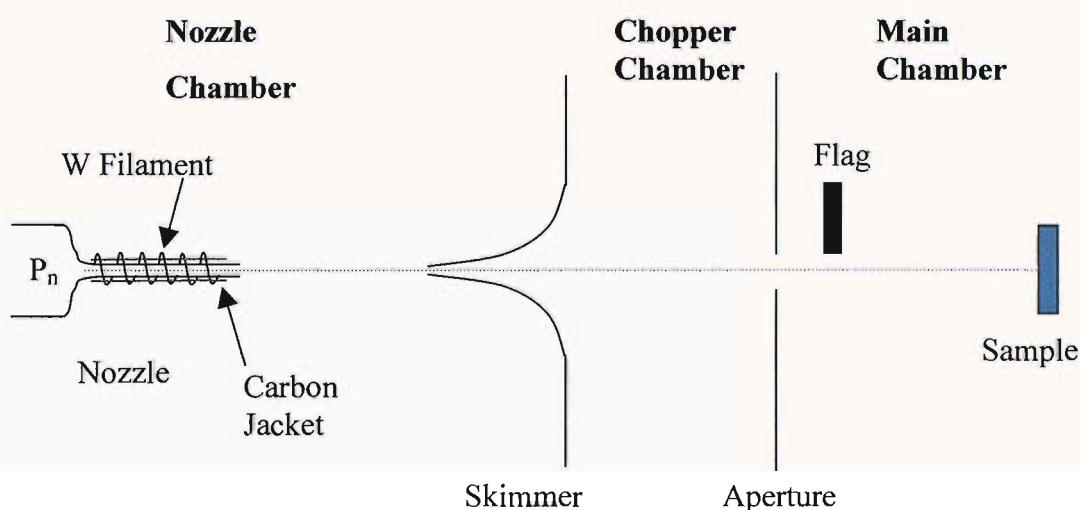 Nozzle
Chamber
Chopper
Chamber
Main
Chamber
W Filament
Flag
Pn
Nozzle
Carbon
Jacket
Sample
Skimmer
Aperture